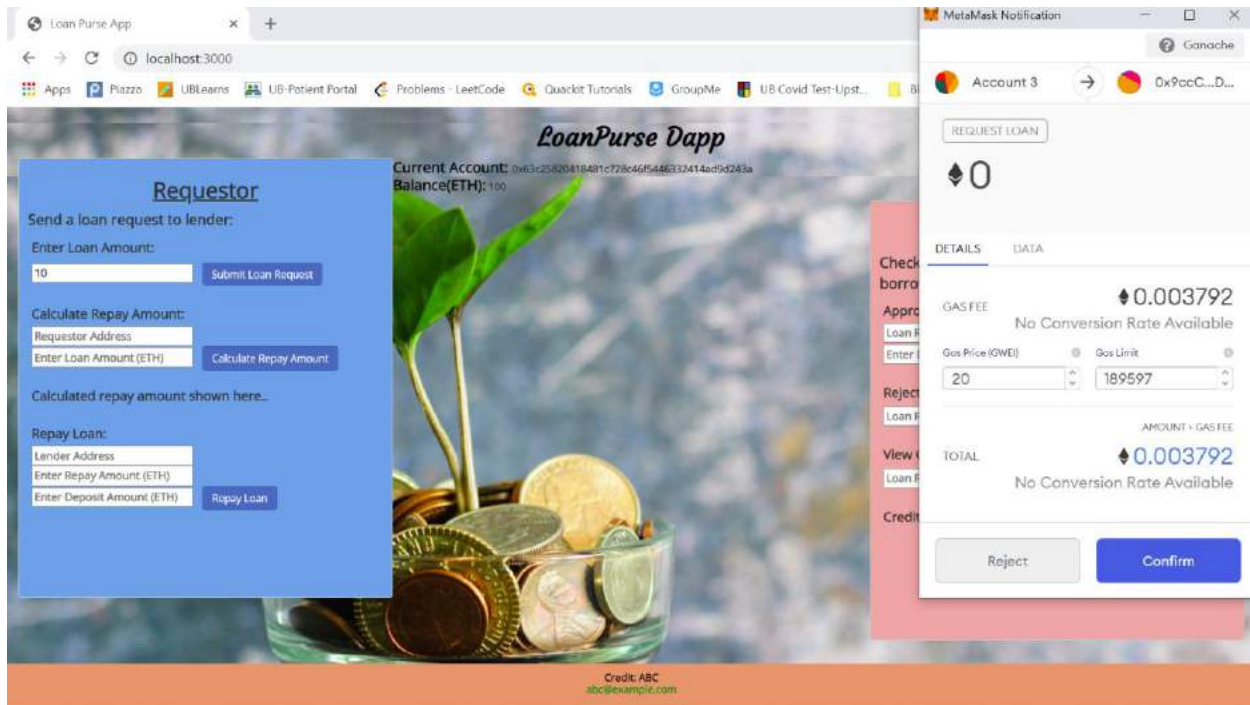 Loan Purse App
localhost:3000
Apps Piazza UBLearns UB-Patient Portal Problems - LeetCode Quackit Tutorials GroupMe UB Covid Test-Upst...
LoanPurse Dapp
Current Account: 0x63c25820418481c728c46f5446332414ad9d243a
Balance(ETH): 100
Requestor
Send a loan request to lender:
Enter Loan Amount:
10 Submit Loan Request
Calculate Repay Amount:
Requestor Address
Enter Loan Amount (ETH) Calculate Repay Amount
Calculated repay amount shown here..
Repay Loan:
Lender Address
Enter Repay Amount (ETH)
Enter Deposit Amount (ETH) Repay Loan
Check
borro
Appro
Loan
Enter
Reject
Loan
View
Loan
Credit
MetaMask Notification
Ganache
Account 3 0x9ccC...D...
REQUEST LOAN
0
DETAILS DATA
GAS FEE 0.003792
No Conversion Rate Available
Gas Price (GWEI) Gas Limit
20 189597
AMOUNT + GAS FEE
TOTAL 0.003792
No Conversion Rate Available
Reject Confirm
Credit: ABC
abc@example.com